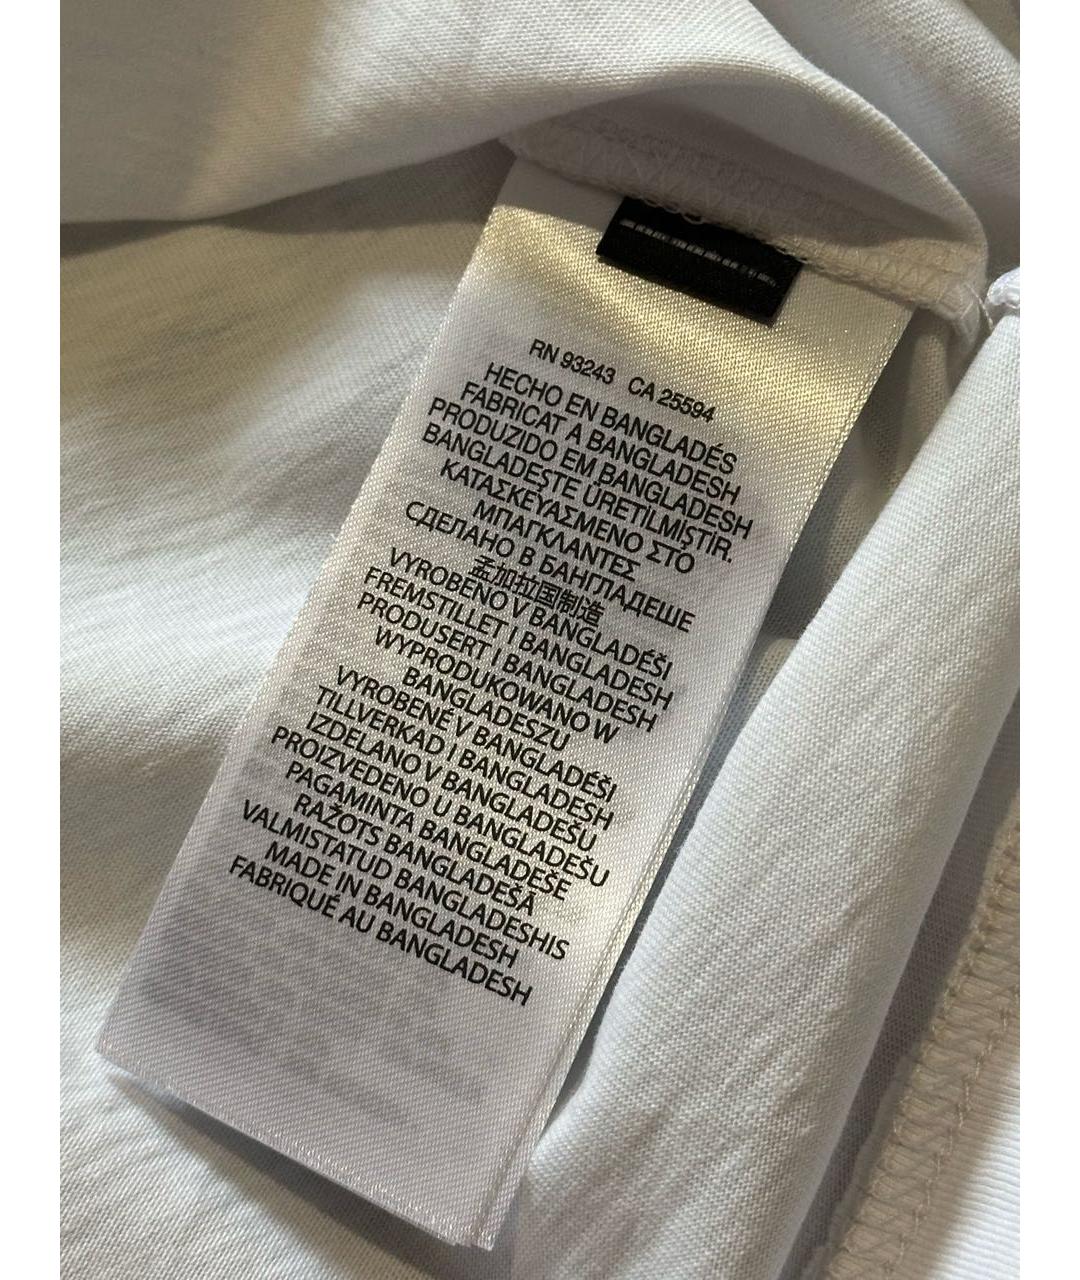 RN 93243 CA 25594
HECHO EN BANGLADÉS
FABRICAT A BANGLADESH
PRODUZIDO EM BANGLADESH
BANGLADEŞTE ÜRETİLMİŞTİR.
ΚΑΤΑΣΚΕΥΑΣΜΕΝΟ ΣΤΟ
ΜΠΑΓΚΛΑΝΤΕΣ
СДЕЛАНО В БАНГЛАДЕШЕ
孟加拉国制造
VYROBENO V BANGLADÉŠI
FREMSTILLET I BANGLADESH
PRODUSERT I BANGLADESH
WYPRODUKOWANO W
BANGLADESZU
VYROBENÉ V BANGLADÉŠI
TILLVERKAD I BANGLADESH
IZDELANO V BANGLADEŠU
PROIZVEDENO U BANGLADEŠU
PAGAMINTA BANGLADEŠE
RAŽOTS BANGLADEŠĀ
VALMISTATUD BANGLADESHIS
MADE IN BANGLADESH
FABRIQUÉ AU BANGLADESH